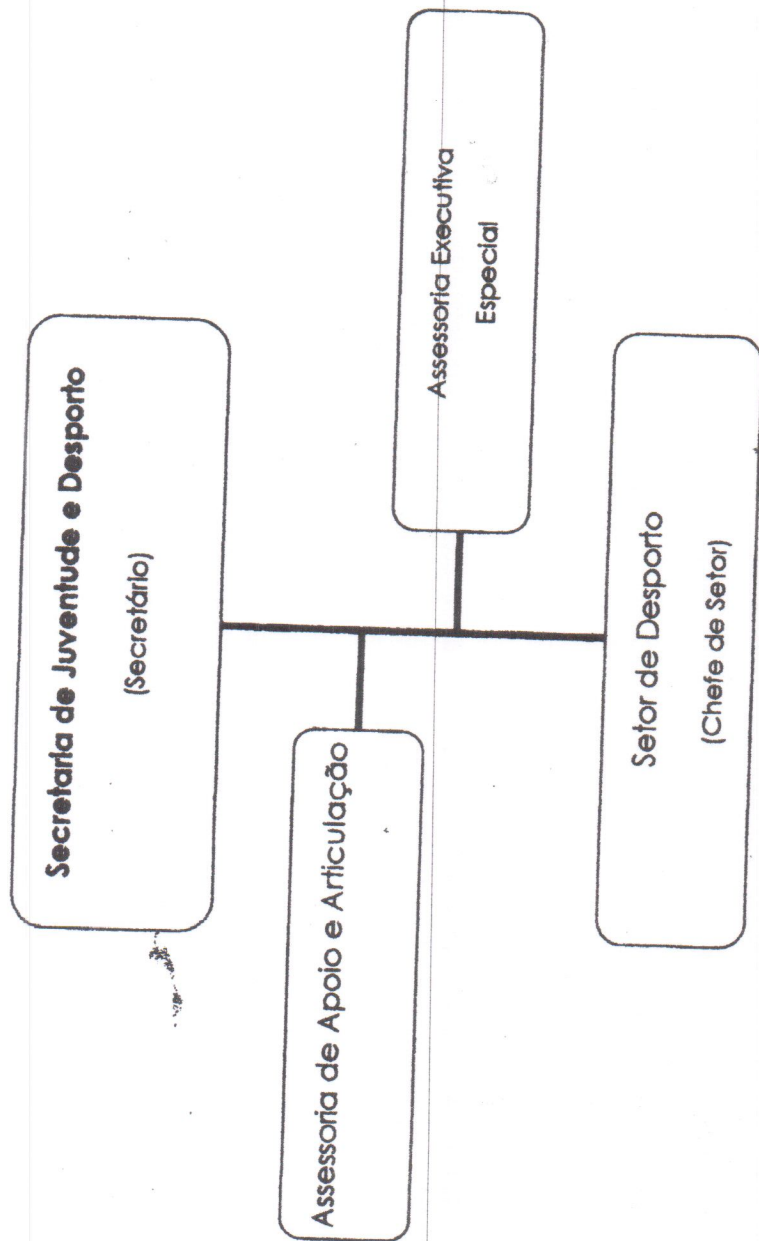 Secretaria de Juventude e Desporto
(Secretário)
Assessoria de Apoio e Articulação
Assessoria Executiva
Especial
Setor de Desporto
(Chefe de Setor)